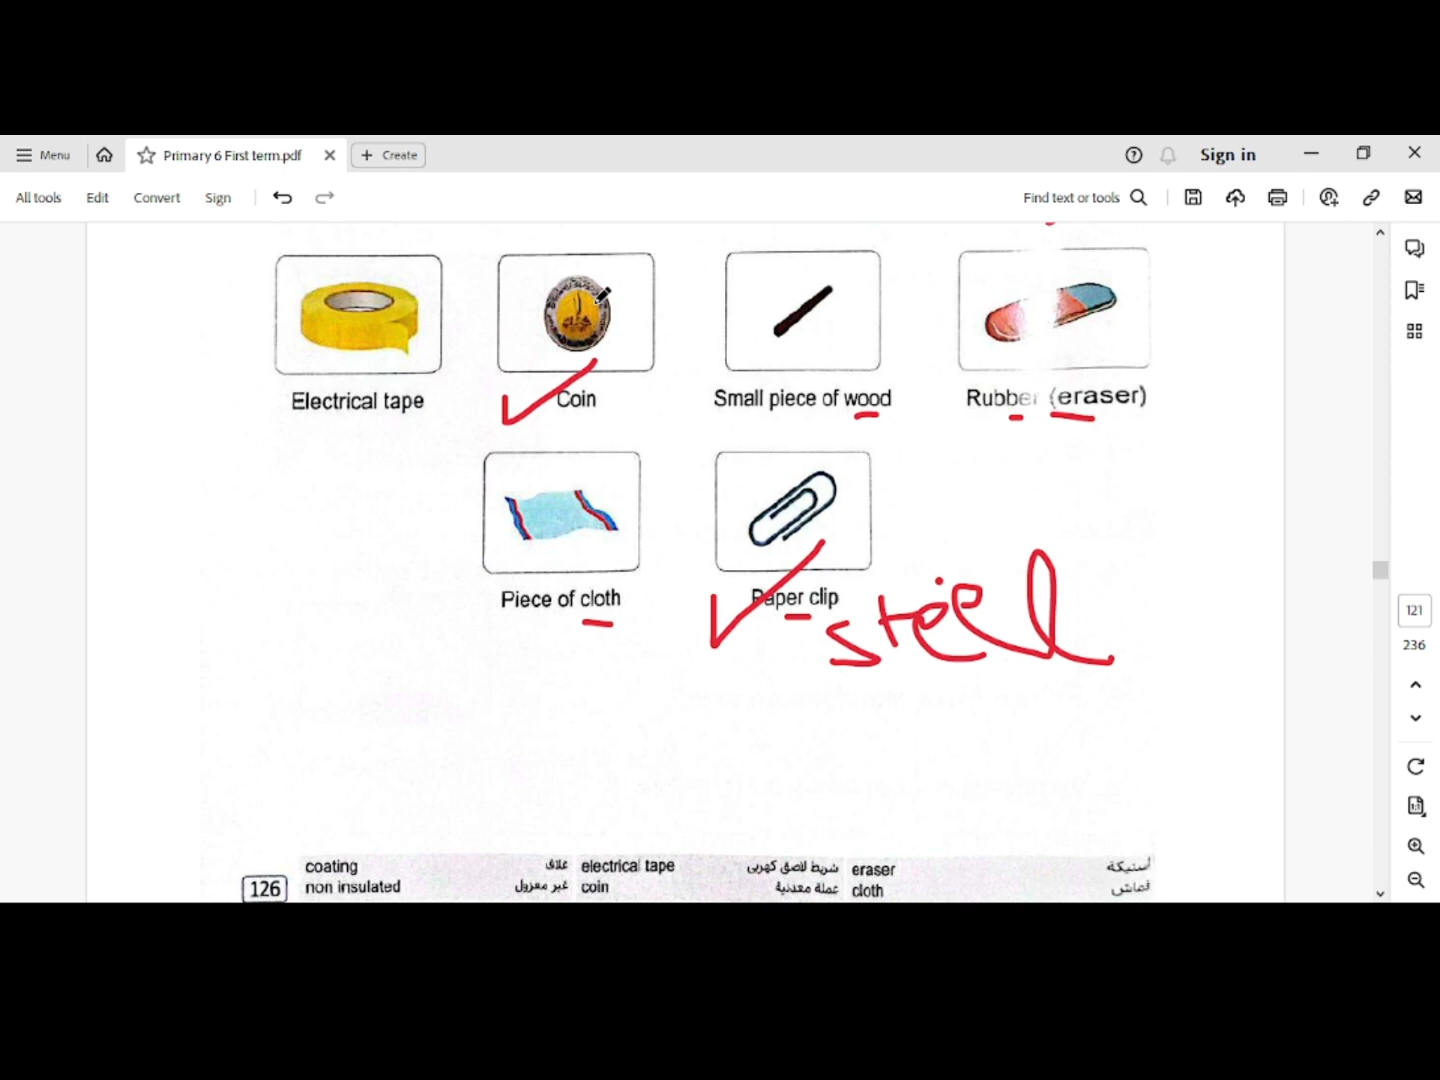 Menu
Primary 6 First term.pdf
Create
Sign in
All tools
Edit
Convert
Sign
Find text or tools
Electrical tape
Coin
Small piece of wood
Rubber (eraser)
Piece of cloth
Paper clip
steel
121
236
coating غلاف electrical tape شريط لاصق كهربى eraser أستيكة
126 non insulated غير معزول coin عملة معدنية cloth قماش